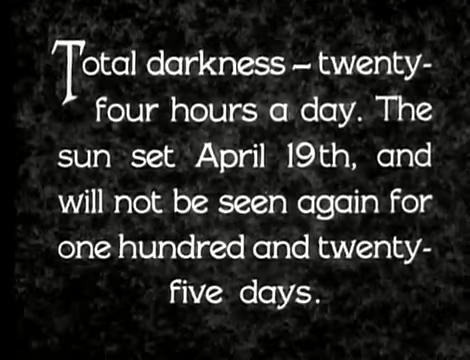 Total darkness – twenty-
four hours a day. The
sun set April 19th, and
will not be seen again for
one hundred and twenty-
five days.